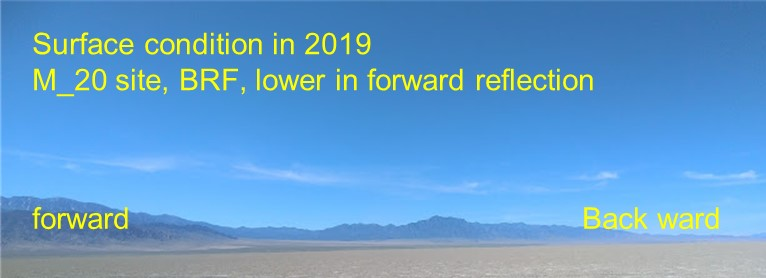 Surface condition in 2019
M_20 site, BRF, lower in forward reflection
forward
Back ward